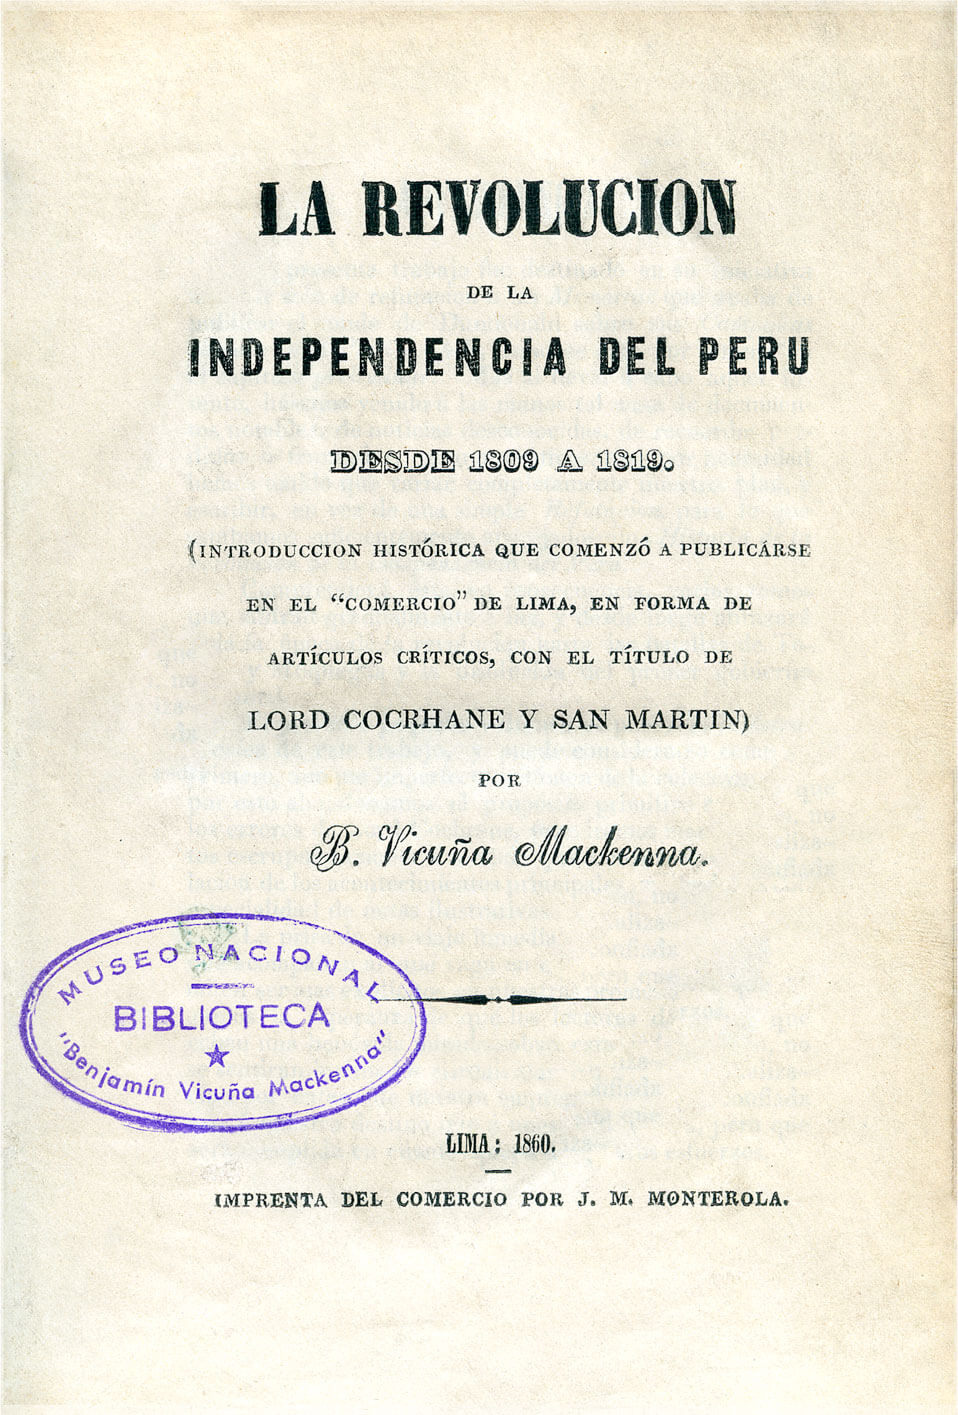 LA REVOLUCION
DE LA
INDEPENDENCIA DEL PERU
DESDE 1809 A 1819.
(INTRODUCCION HISTÓRICA QUE COMENZÓ A PUBLICÁRSE
EN EL “COMERCIO” DE LIMA, EN FORMA DE
ARTÍCULOS CRÍTICOS, CON EL TÍTULO DE
LORD COCRHANE Y SAN MARTIN)
POR
B. Vicuña Mackenna.
MUSEO NACIONAL
BIBLIOTECA
"Benjamín Vicuña Mackenna"
LIMA: 1860.
IMPRENTA DEL COMERCIO POR J. M. MONTEROLA.